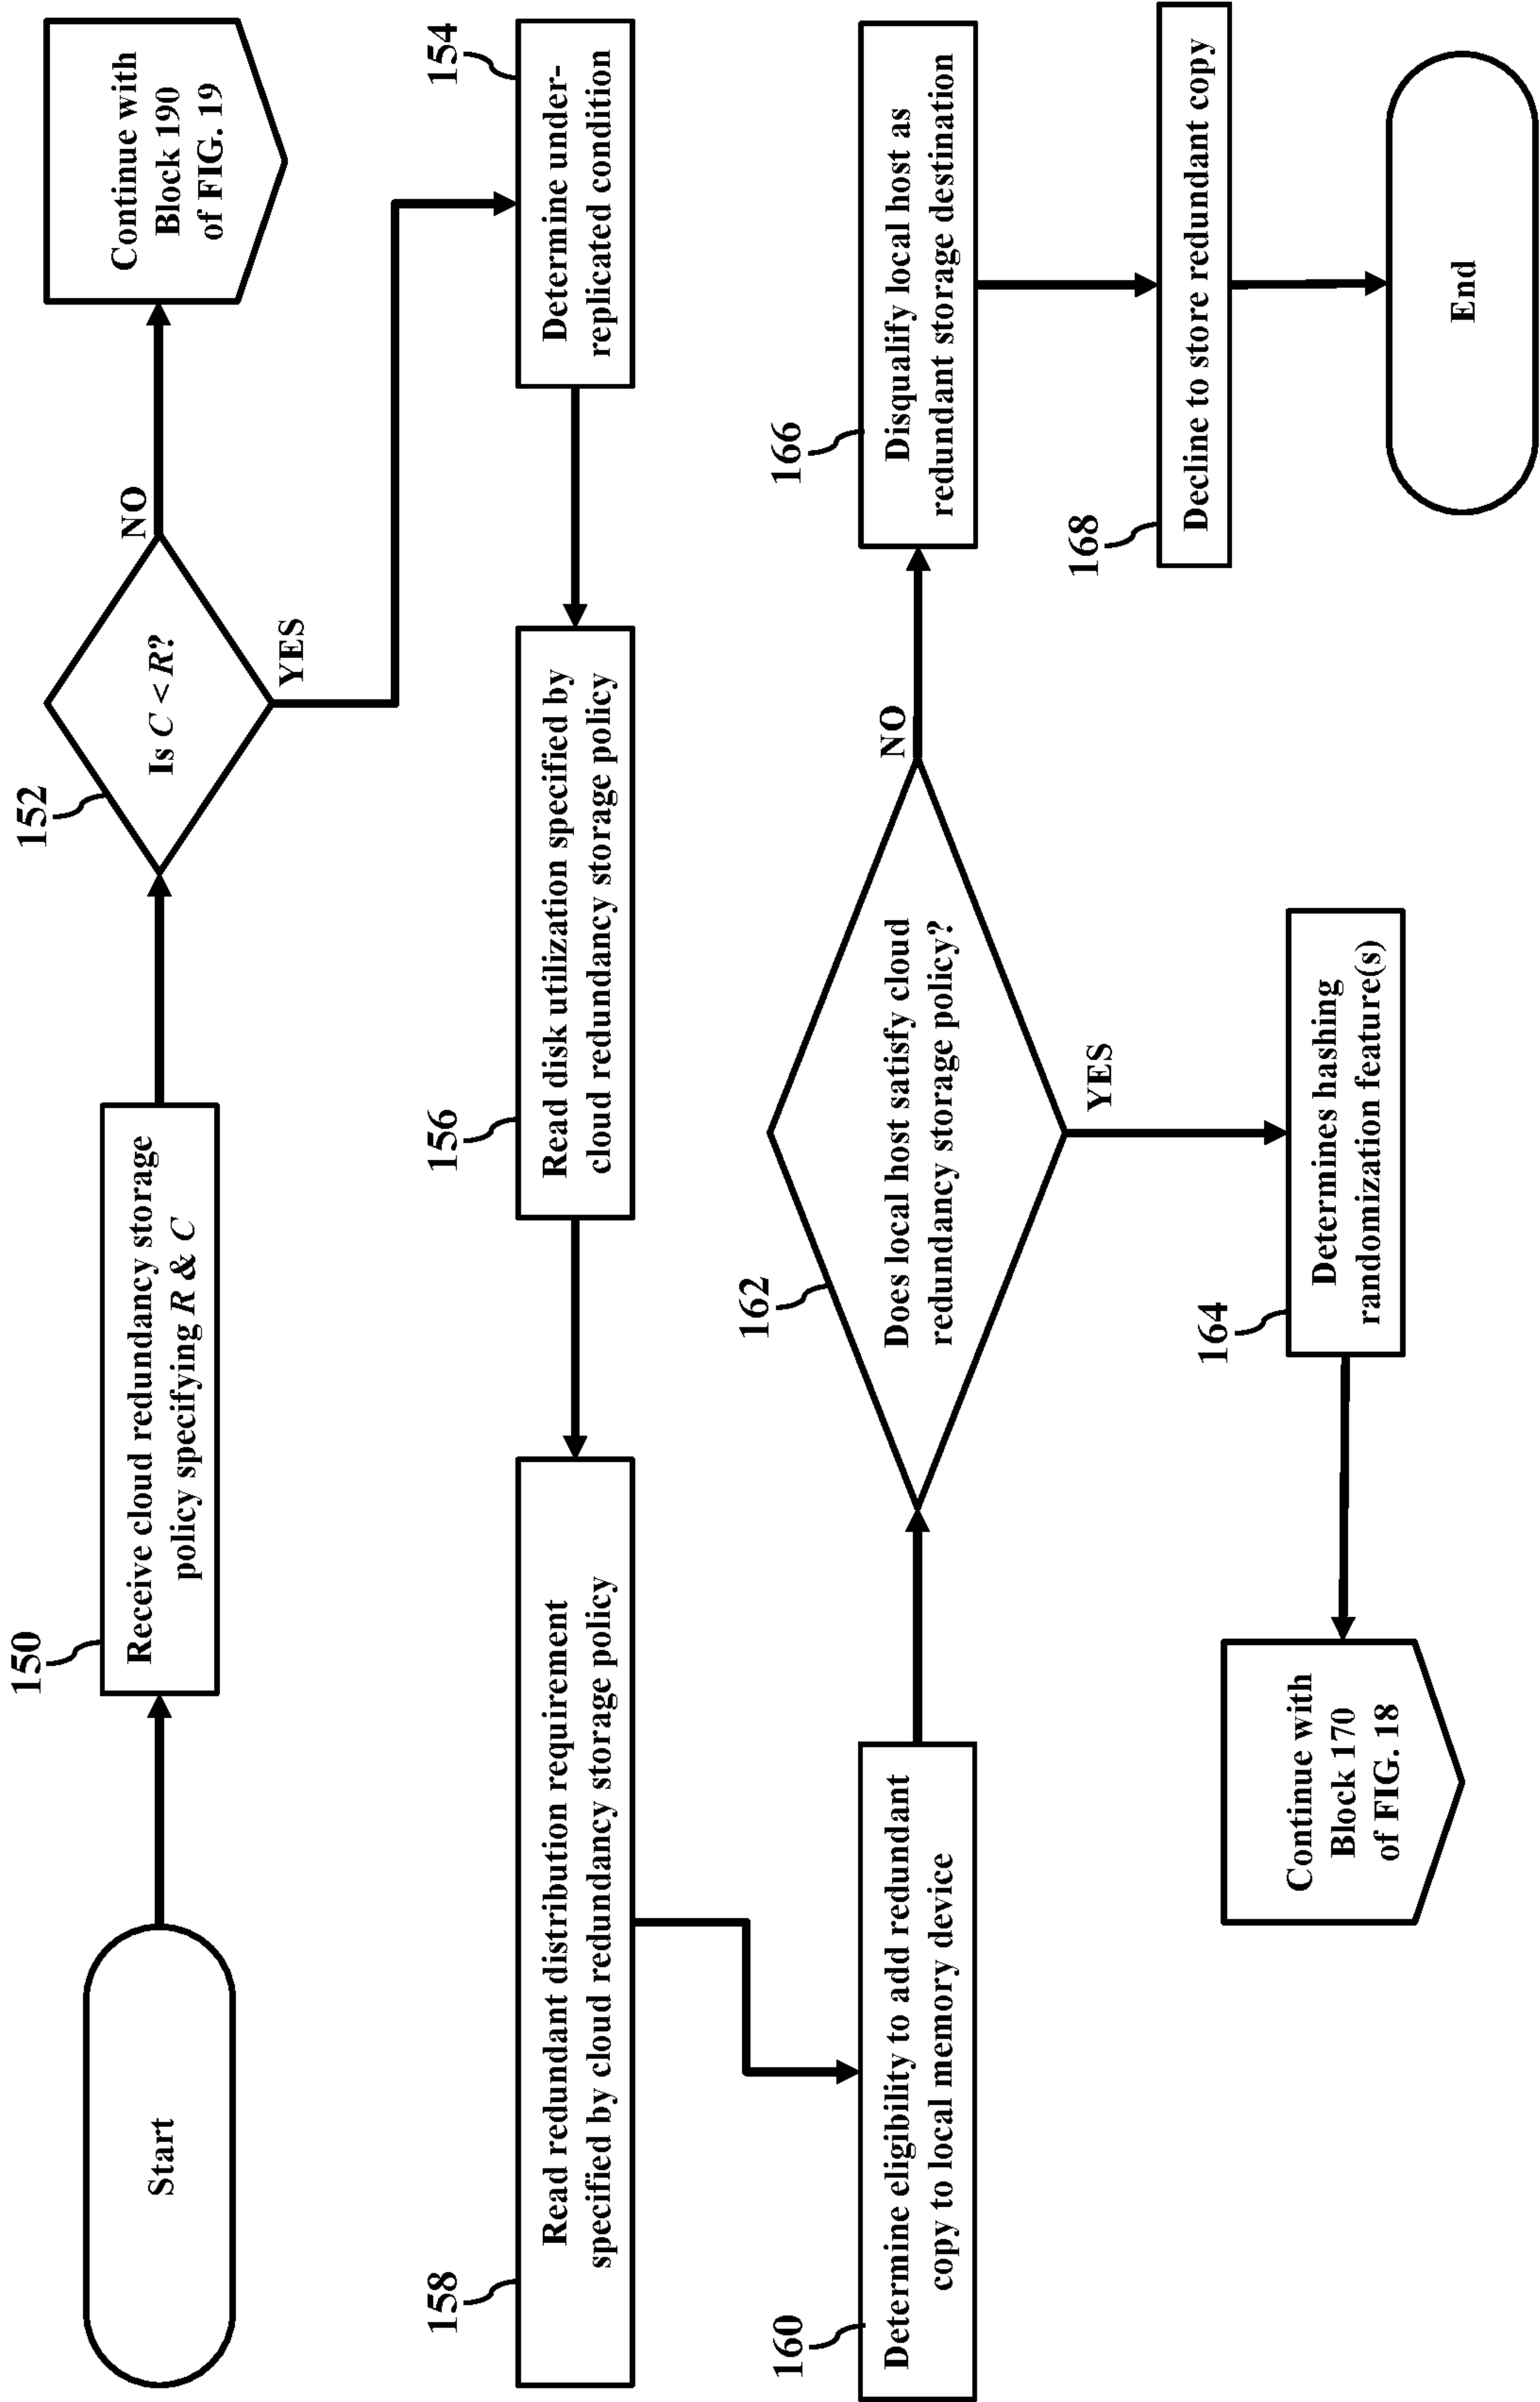 Start
150
Receive cloud redundancy storage
policy specifying R & C
152
Is C < R?
NO
Continue with
Block 190
of FIG. 19
YES
154
Determine under-
replicated condition
156
Read disk utilization specified by
cloud redundancy storage policy
158
Read redundant distribution requirement
specified by cloud redundancy storage policy
160
Determine eligibility to add redundant
copy to local memory device
162
Does local host satisfy cloud
redundancy storage policy?
NO
166
Disqualify local host as
redundant storage destination
168
Decline to store redundant copy
End
YES
164
Determines hashing
randomization feature(s)
Continue with
Block 170
of FIG. 18